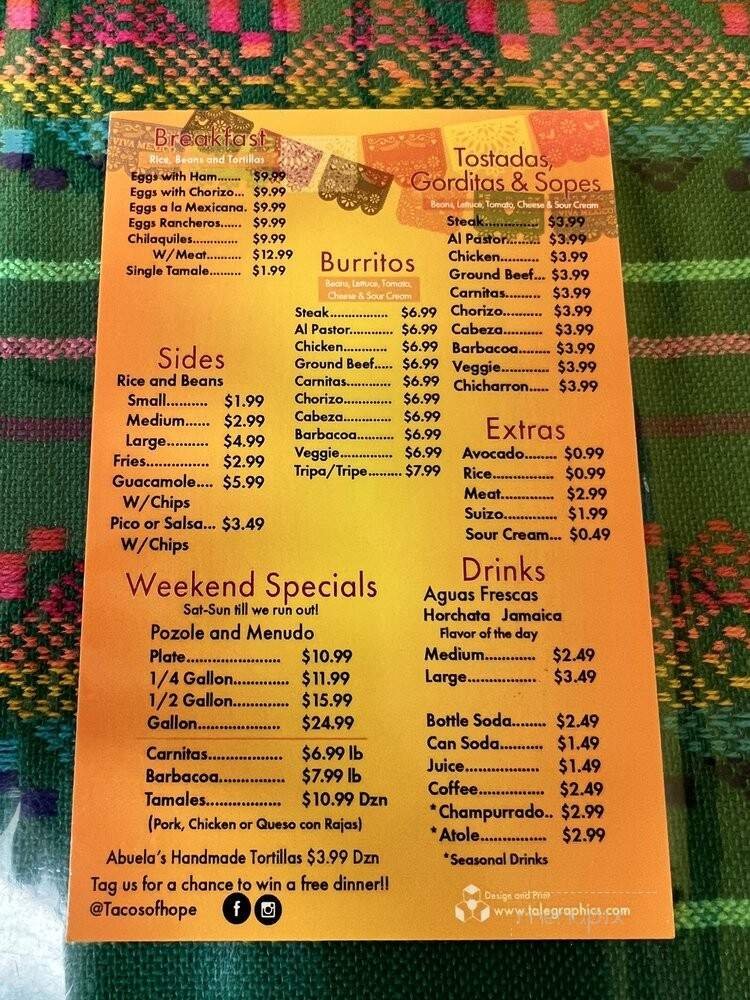 VIVA MEXICO
Breakfast
Rice, Beans and Tortillas
Eggs with Ham....... $9.99
Eggs with Chorizo... $9.99
Eggs a la Mexicana. $9.99
Eggs Rancheros...... $9.99
Chilaquiles............. $9.99
W/Meat.......... $12.99
Single Tamale......... $1.99
Sides
Rice and Beans
Small.......... $1.99
Medium...... $2.99
Large.......... $4.99
Fries................ $2.99
Guacamole.... $5.99
W/Chips
Pico or Salsa... $3.49
W/Chips
Burritos
Beans, Lettuce, Tomato,
Cheese & Sour Cream
Steak................ $6.99
Al Pastor............ $6.99
Chicken............ $6.99
Ground Beef..... $6.99
Carnitas............ $6.99
Chorizo............. $6.99
Cabeza............. $6.99
Barbacoa.......... $6.99
Veggie.............. $6.99
Tripa/Tripe......... $7.99
Tostadas,
Gorditas & Sopes
Beans, Lettuce, Tomato, Cheese & Sour Cream
Steak............... $3.99
Al Pastor......... $3.99
Chicken.......... $3.99
Ground Beef... $3.99
Carnitas.......... $3.99
Chorizo........... $3.99
Cabeza........... $3.99
Barbacoa......... $3.99
Veggie............. $3.99
Chicharron..... $3.99
Extras
Avocado........ $0.99
Rice................. $0.99
Meat............... $2.99
Suizo.............. $1.99
Sour Cream... $0.49
Weekend Specials
Sat-Sun till we run out!
Pozole and Menudo
Plate....................... $10.99
1/4 Gallon.............. $11.99
1/2 Gallon.............. $15.99
Gallon.................... $24.99
Carnitas.................. $6.99 lb
Barbacoa................ $7.99 lb
Tamales.................. $10.99 Dzn
(Pork, Chicken or Queso con Rajas)
Abuela's Handmade Tortillas $3.99 Dzn
Tag us for a chance to win a free dinner!!
@Tacosofhope
Drinks
Aguas Frescas
Horchata Jamaica
Flavor of the day
Medium............ $2.49
Large................. $3.49
Bottle Soda........ $2.49
Can Soda.......... $1.49
Juice.................. $1.49
Coffee................ $2.49
*Champurrado.. $2.99
*Atole................ $2.99
*Seasonal Drinks
Design and Print
www.talegraphics.com
menupix